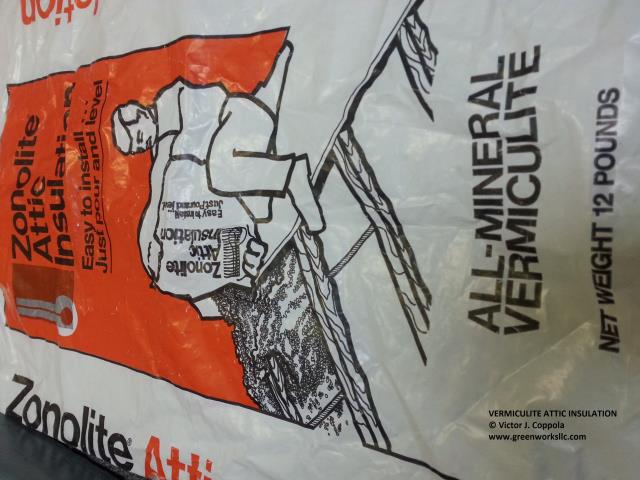 lation
Zonolite
Attic
Insulation
Easy to install...
Just pour and level
Zonolite
Attic
Insulation
Easy to install...
Just pour and level
ALL-MINERAL
VERMICULITE
NET WEIGHT 12 POUNDS
Zonolite® Atti
VERMICULITE ATTIC INSULATION
© Victor J. Coppola
www.greenworksllc.com